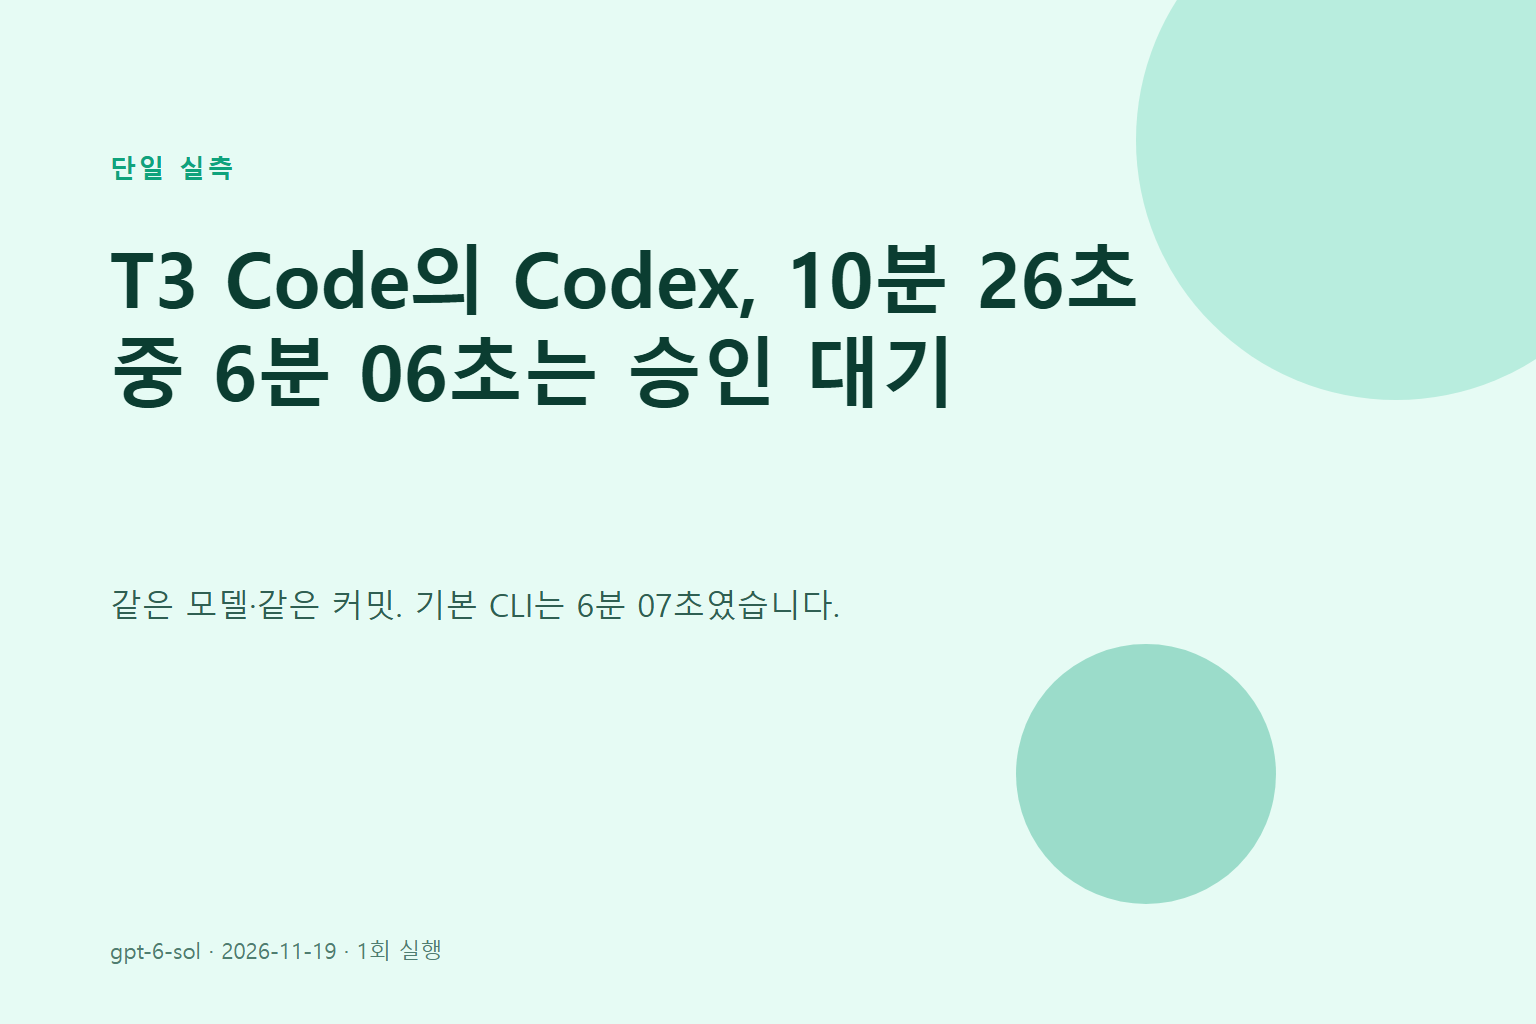 단일 실측
T3 Code의 Codex, 10분 26초
중 6분 06초는 승인 대기
같은 모델·같은 커밋. 기본 CLI는 6분 07초였습니다.
gpt-6-sol · 2026-11-19 · 1회 실행